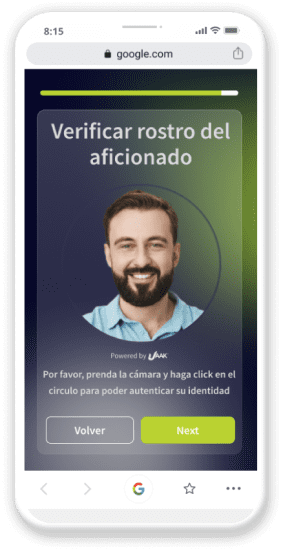 8:15
google.com
Verificar rostro del
aficionado
Powered by UAAK
Por favor, prenda la cámara y haga click en el
circulo para poder autenticar su identidad
Volver
Next